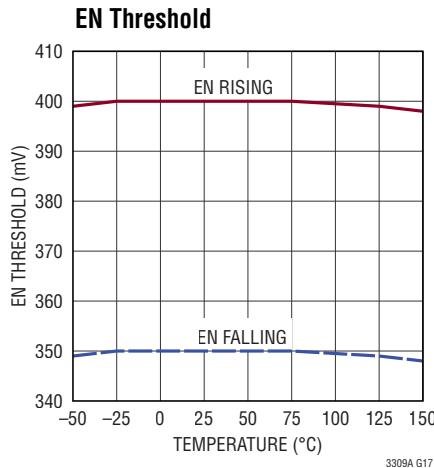 EN Threshold
410
400
390
380
370
360
350
340
EN THRESHOLD (mV)
EN RISING
EN FALLING
–50 –25 0 25 50 75 100 125 150
TEMPERATURE (°C)
3309A G17